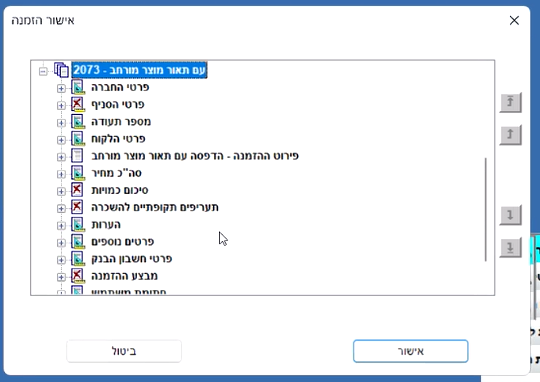 אישור הזמנה
עם תאור מוצר מורחב - 2073
פרטי החברה
פרטי הסניף
מספר תעודה
פרטי הלקוח
פירוט ההזמנה - הדפסה עם תאור מוצר מורחב
סה"כ מחיר
סיכום כמויות
תעריפים תקופתיים להשכרה
הערות
פרטים נוספים
פרטי חשבון הבנק
מבצע ההזמנה
חתימת משתמש
ביטול
אישור